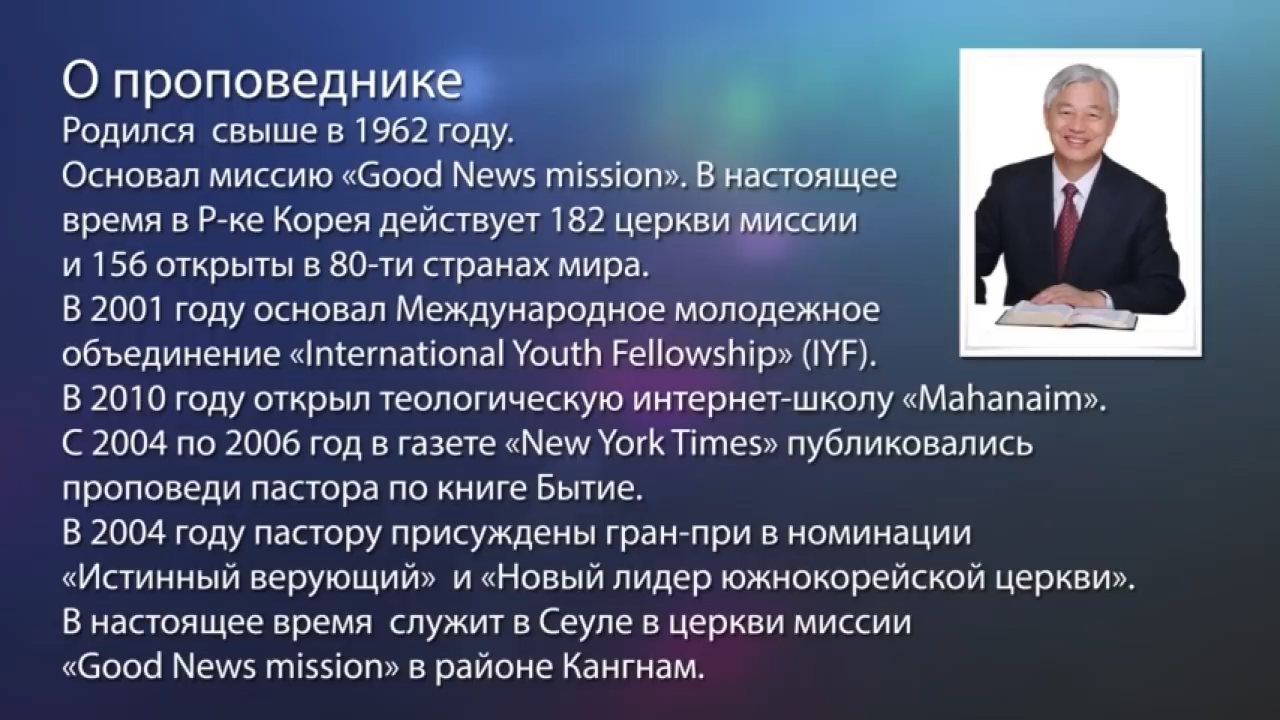 О проповеднике
Родился свыше в 1962 году.
Основал миссию «Good News mission». В настоящее
время в Р-ке Корея действует 182 церкви миссии
и 156 открыты в 80-ти странах мира.
В 2001 году основал Международное молодежное
объединение «International Youth Fellowship» (IYF).
В 2010 году открыл теологическую интернет-школу «Mahanaim».
С 2004 по 2006 год в газете «New York Times» публиковались
проповеди пастора по книге Бытие.
В 2004 году пастору присуждены гран-при в номинации
«Истинный верующий» и «Новый лидер южнокорейской церкви».
В настоящее время служит в Сеуле в церкви миссии
«Good News mission» в районе Кангнам.